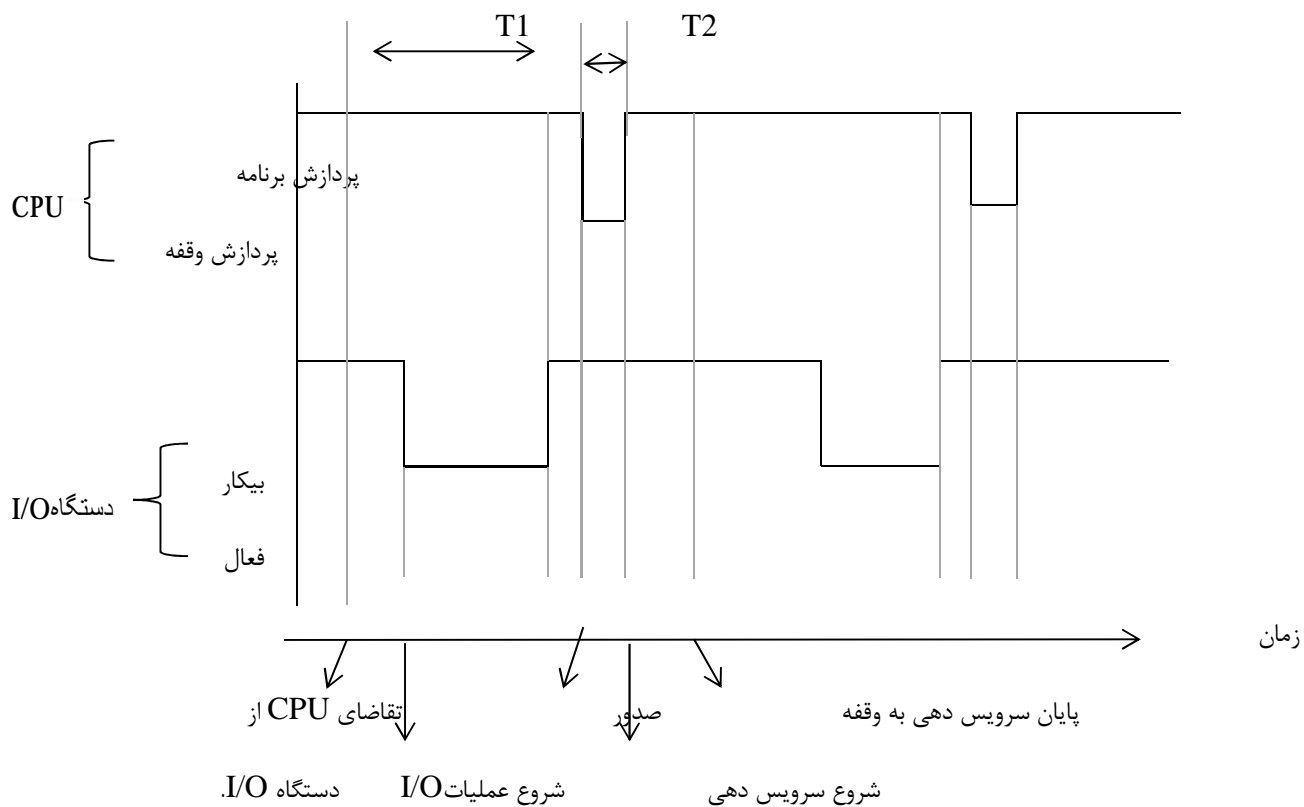 T1 T2
پردازش برنامه
CPU
پردازش وقفه
بیکار
دستگاهI/O
فعال
زمان
تقاضای CPU از
صدور
پایان سرویس دهی به وقفه
دستگاه I/O.
شروع عملیاتI/O
شروع سرویس دهی